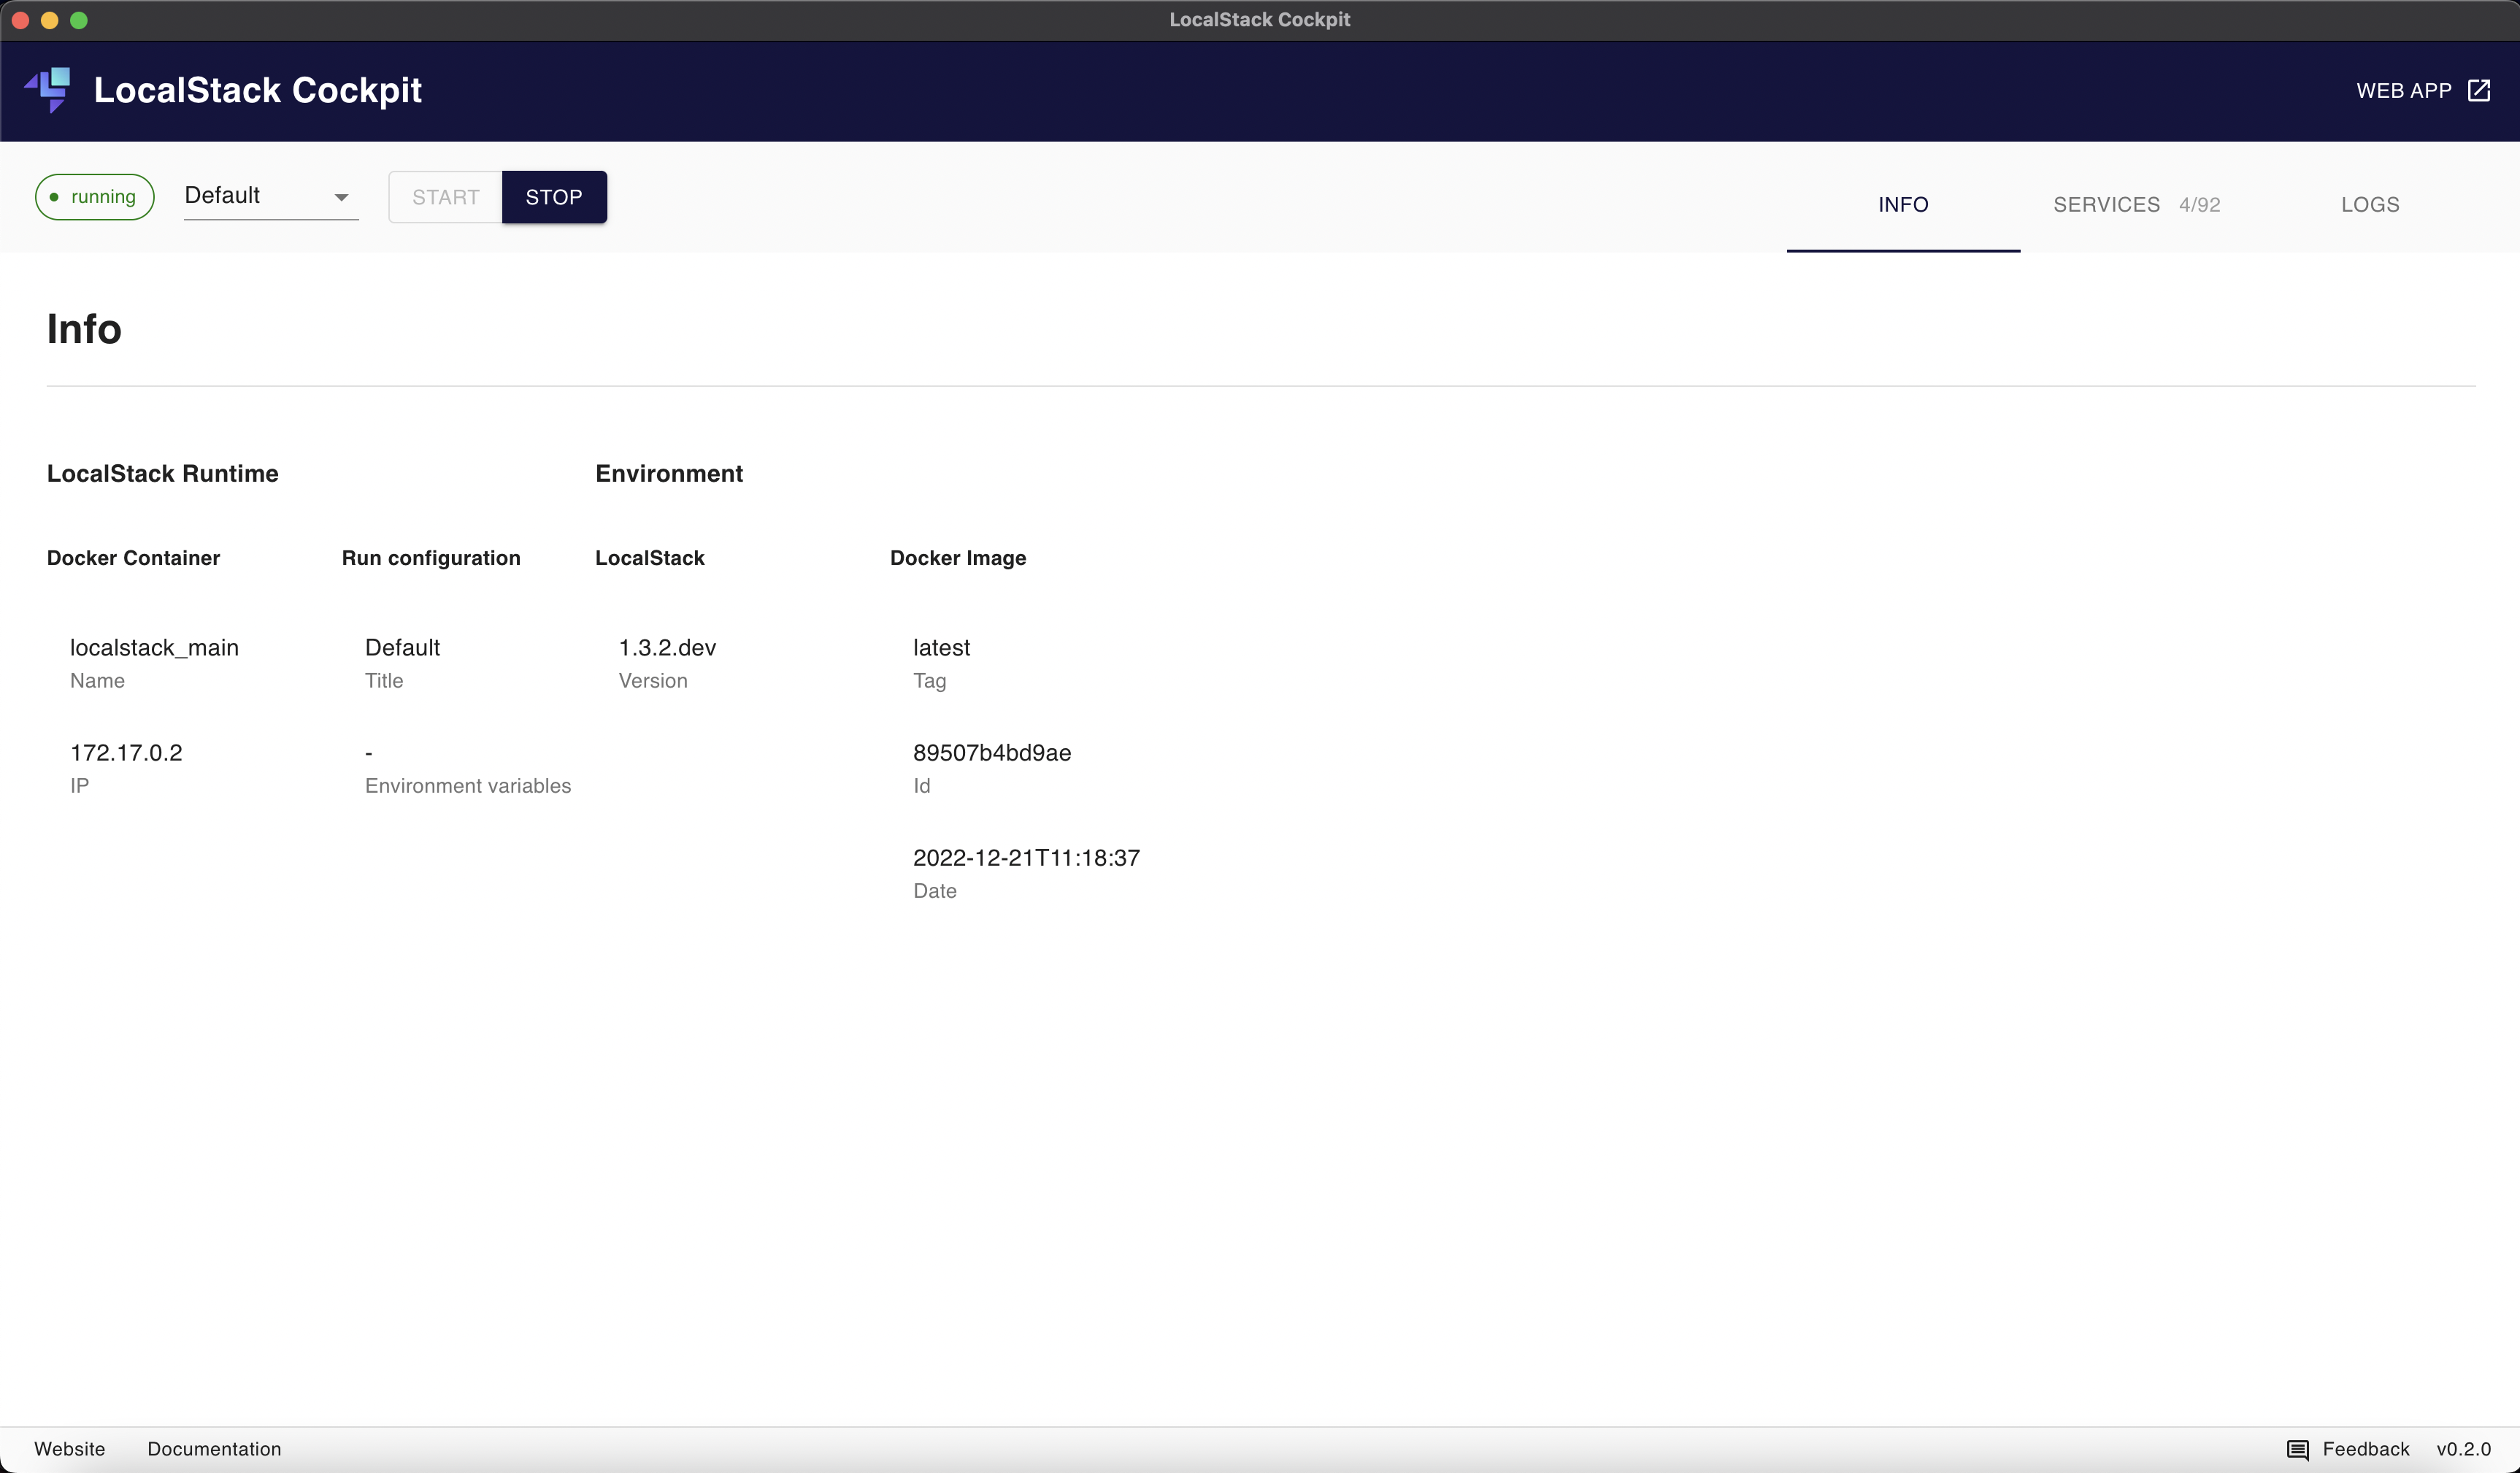 LocalStack Cockpit
LocalStack Cockpit
WEB APP
running
Default
START
STOP
INFO
SERVICES 4/92
LOGS
Info
LocalStack Runtime
Environment
Docker Container
Run configuration
LocalStack
Docker Image
localstack_main
Name
Default
Title
1.3.2.dev
Version
latest
Tag
172.17.0.2
IP
-
Environment variables
89507b4bd9ae
Id
2022-12-21T11:18:37
Date
Website
Documentation
Feedback
v0.2.0